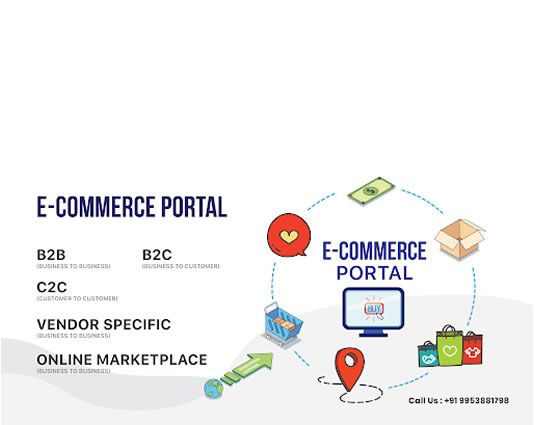 E-COMMERCE PORTAL
B2B
(BUSINESS TO BUSINESS)
B2C
(BUSINESS TO CUSTOMER)
C2C
(CUSTOMER TO CUSTOMER)
VENDOR SPECIFIC
(BUSINESS TO BUSINESS)
ONLINE MARKETPLACE
(BUSINESS TO BUSINESS)
E-COMMERCE
PORTAL
BUY
Call Us : +91 9953881798